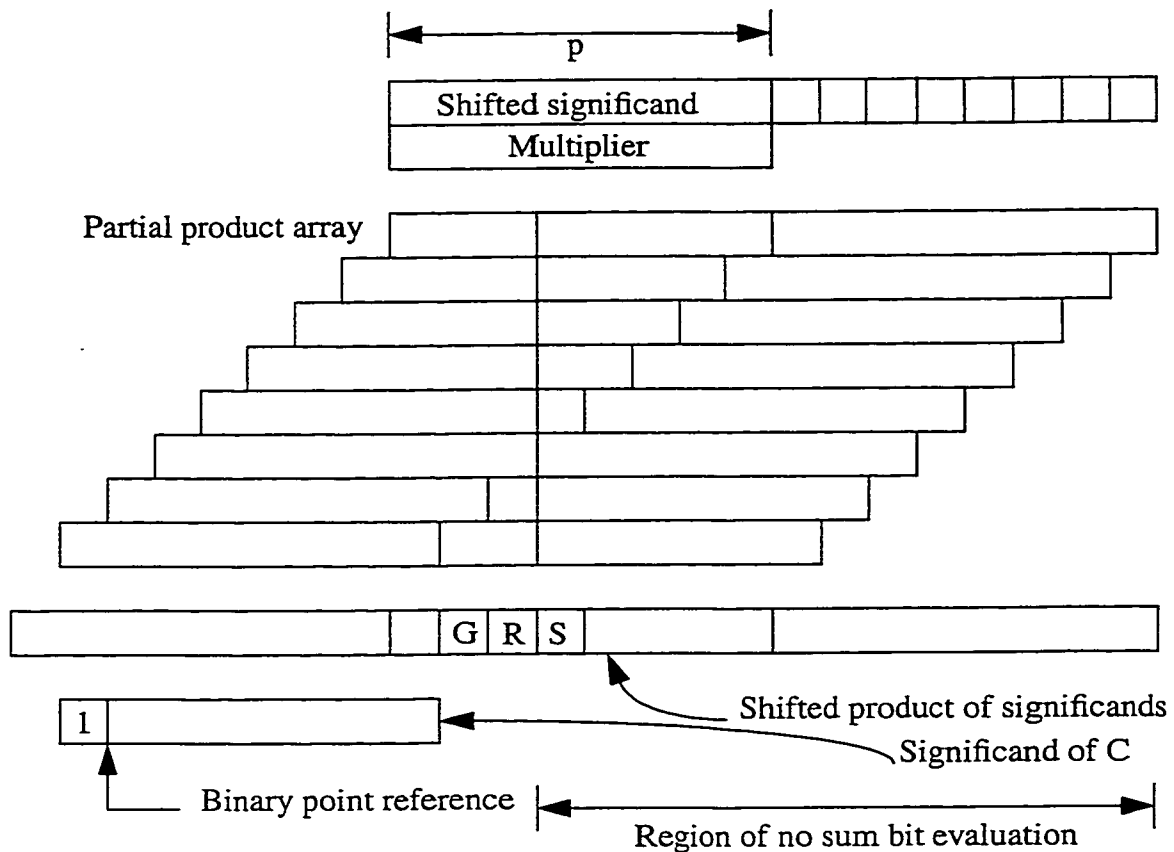 p
Shifted significand
Multiplier
Partial product array
G R S
Shifted product of significands
1
Significand of C
Binary point reference
Region of no sum bit evaluation